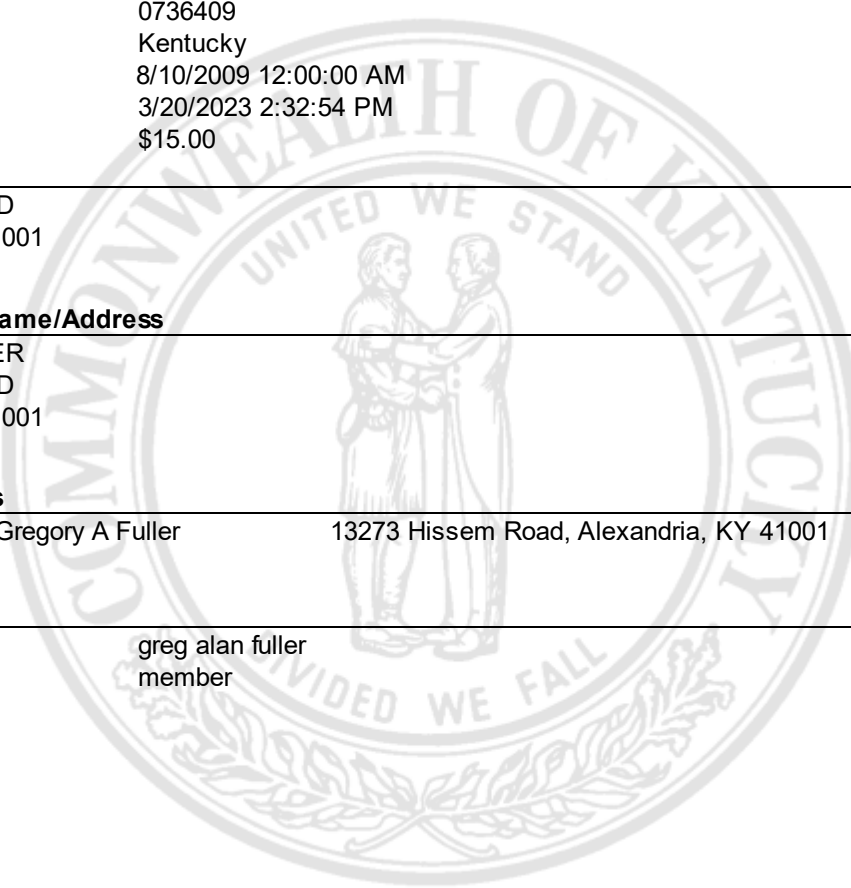 0736409
Kentucky
8/10/2009 12:00:00 AM
3/20/2023 2:32:54 PM
$15.00
D
001
ame/Address
ER
D
001
s
Gregory A Fuller 13273 Hissem Road, Alexandria, KY 41001
greg alan fuller
member
COMMONWEALTH OF KENTUCKY
UNITED WE STAND
DIVIDED WE FALL